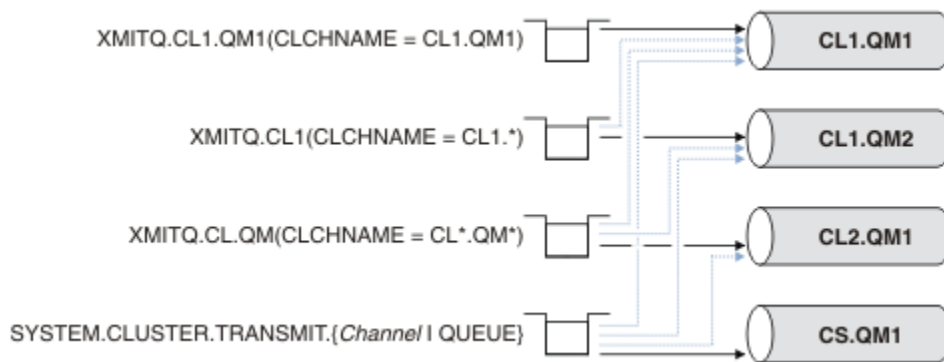 XMITQ.CL1.QM1(CLCHNAME = CL1.QM1)
CL1.QM1
XMITQ.CL1(CLCHNAME = CL1.*)
CL1.QM2
XMITQ.CL.QM(CLCHNAME = CL*.QM*)
CL2.QM1
SYSTEM.CLUSTER.TRANSMIT.{Channel I QUEUE}
CS.QM1